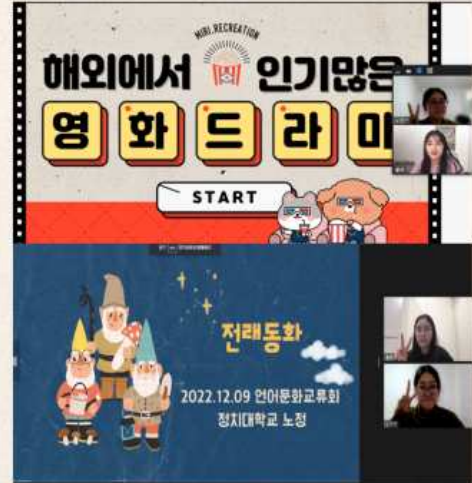 MIRI.RECREATION
해외에서 인기많은
영화드라마
START
전래동화
2022.12.09 언어문화교류회
정치대학교 노정